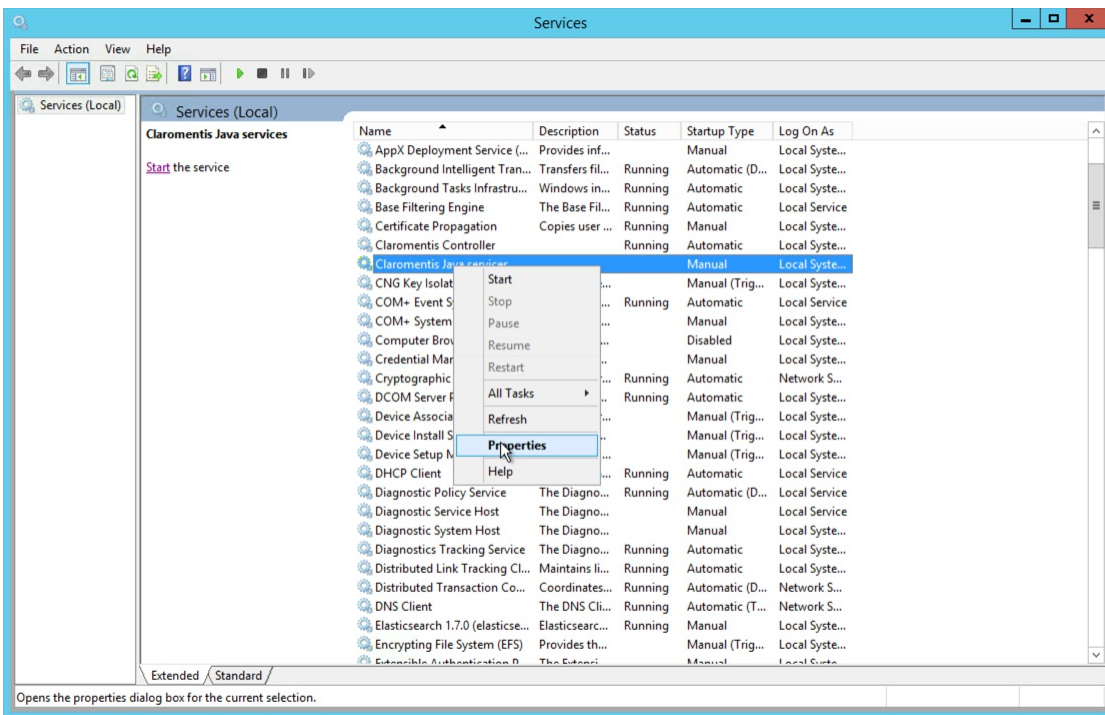 Services
File Action View Help
Services (Local)
Services (Local)
Claromentis Java services
Start the service
Name Description Status Startup Type Log On As
AppX Deployment Service (... Provides inf... Manual Local Syste...
Background Intelligent Tran... Transfers fil... Running Automatic (D... Local Syste...
Background Tasks Infrastru... Windows in... Running Automatic Local Syste...
Base Filtering Engine The Base Fil... Running Automatic Local Service
Certificate Propagation Copies user ... Running Manual Local Syste...
Claromentis Controller Running Automatic Local Syste...
Claromentis Java services Manual Local Syste...
CNG Key Isolat ... Manual (Trig... Local Syste...
COM+ Event S ... Running Automatic Local Service
COM+ System ... Manual Local Syste...
Computer Brow ... Disabled Local Syste...
Credential Mar ... Manual Local Syste...
Cryptographic ... Running Automatic Network S...
DCOM Server P ... Running Automatic Local Syste...
Device Associa ... Manual (Trig... Local Syste...
Device Install S ... Manual (Trig... Local Syste...
Device Setup M ... Manual (Trig... Local Syste...
DHCP Client ... Running Automatic Local Service
Diagnostic Policy Service The Diagno... Running Automatic (D... Local Service
Diagnostic Service Host The Diagno... Manual Local Service
Diagnostic System Host The Diagno... Manual Local Syste...
Diagnostics Tracking Service The Diagno... Running Automatic Local Syste...
Distributed Link Tracking Cl... Maintains li... Running Automatic Local Syste...
Distributed Transaction Co... Coordinates... Running Automatic (D... Network S...
DNS Client The DNS Cli... Running Automatic (T... Network S...
Elasticsearch 1.7.0 (elasticse... Elasticsearc... Running Manual Local Syste...
Encrypting File System (EFS) Provides th... Manual (Trig... Local Syste...
Extensible Authentication P... The Extensi... Manual Local Syste...
Start
Stop
Pause
Resume
Restart
All Tasks
Refresh
Properties
Help
Extended Standard
Opens the properties dialog box for the current selection.